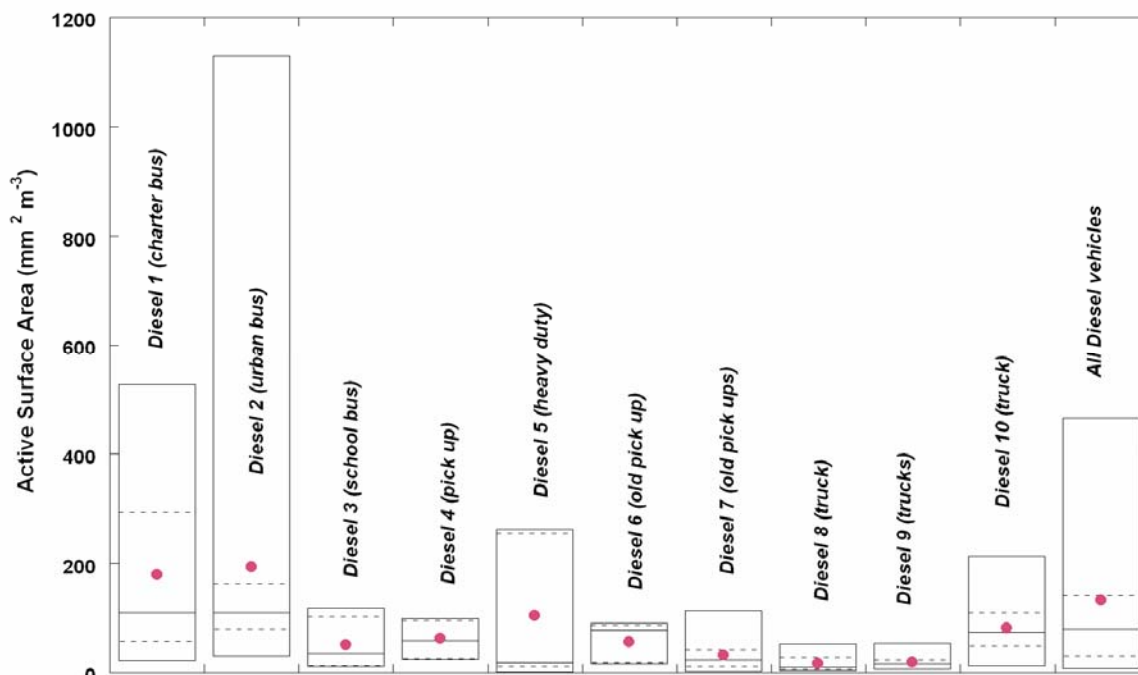 1200
1000
800
600
400
200
0
Active Surface Area (mm 2 m-3)
Diesel 1 (charter bus)
Diesel 2 (urban bus)
Diesel 3 (school bus)
Diesel 4 (pick up)
Diesel 5 (heavy duty)
Diesel 6 (old pick up)
Diesel 7 (old pick ups)
Diesel 8 (truck)
Diesel 9 (trucks)
Diesel 10 (truck)
All Diesel vehicles